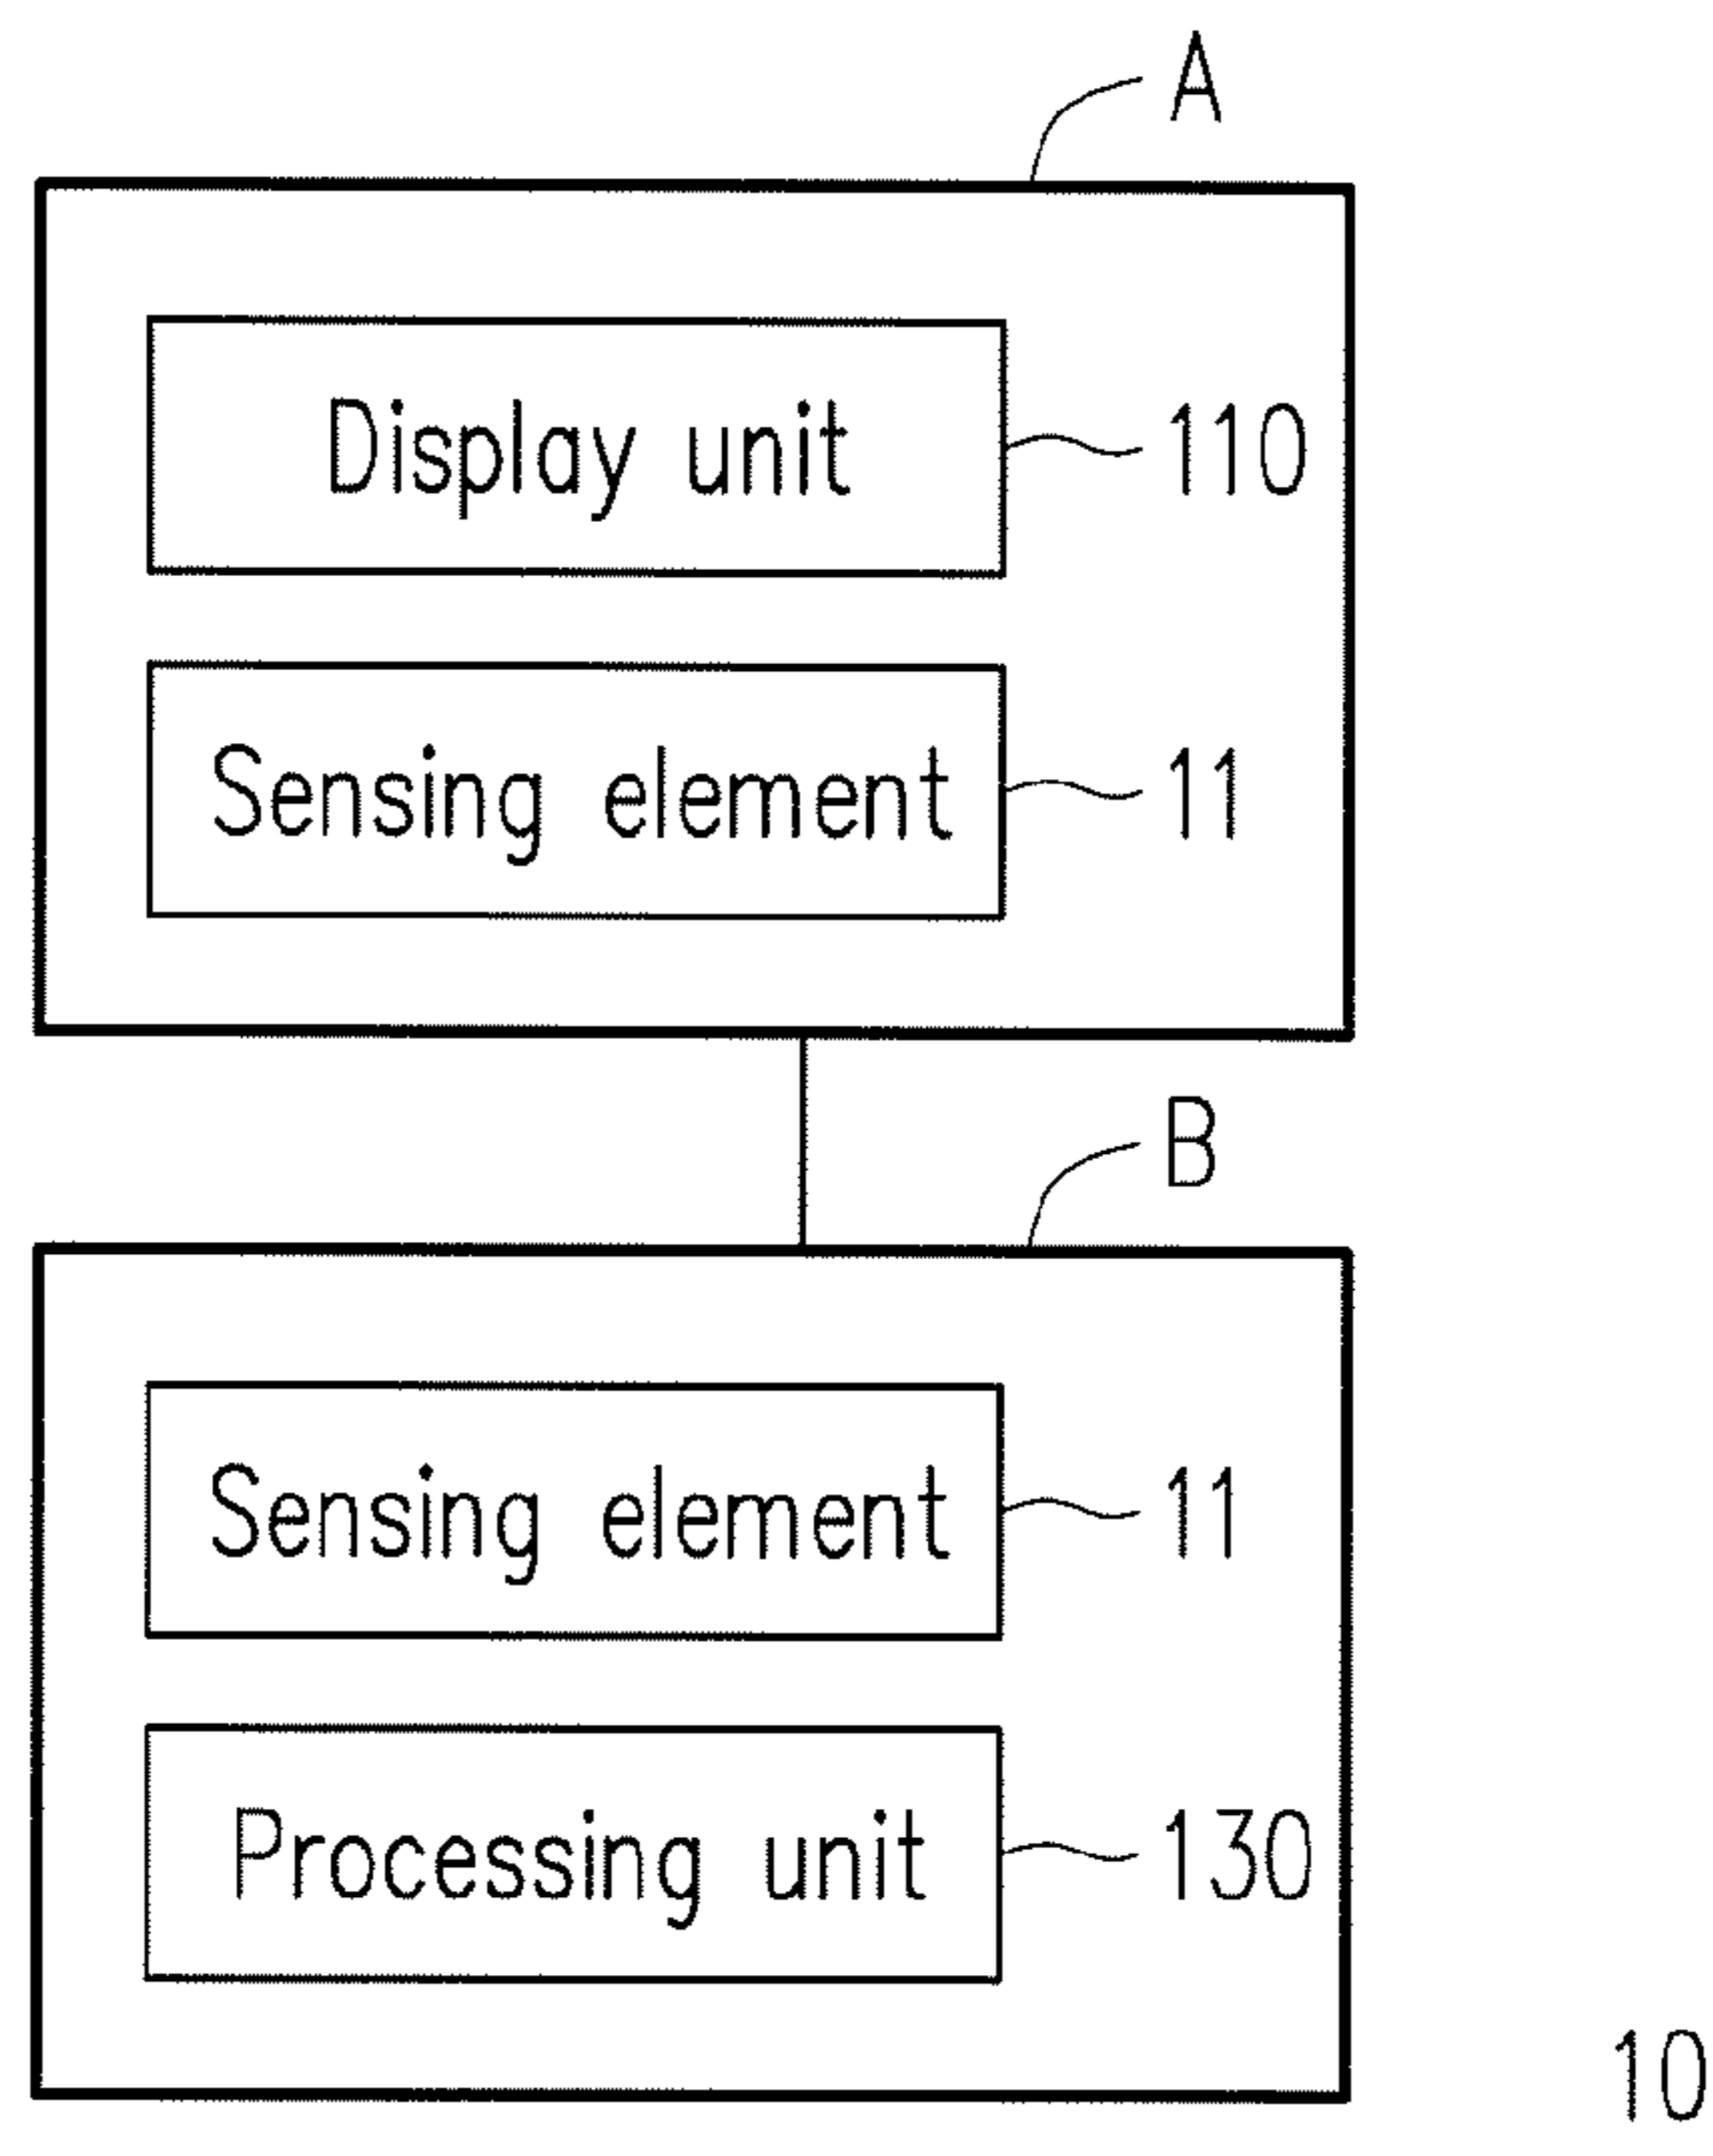 A
Display unit 110
Sensing element 11
B
Sensing element 11
Processing unit 130
10